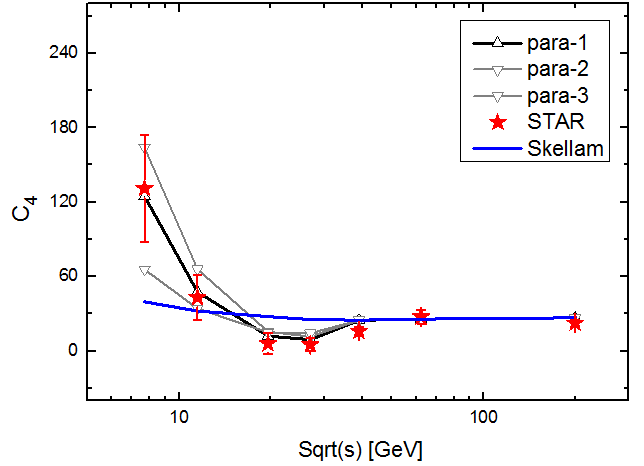 240
180
120
60
0
C4
10
100
Sqrt(s) [GeV]
para-1
para-2
para-3
STAR
Skellam